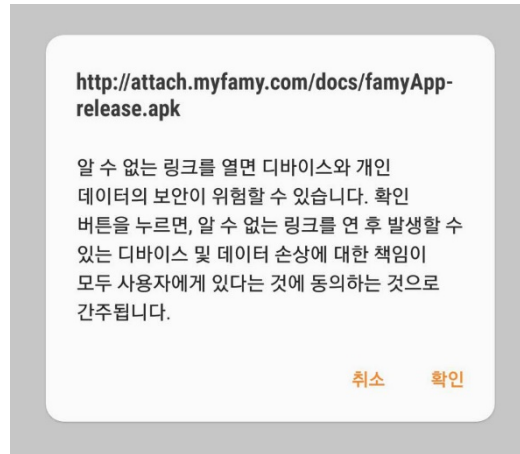 http://attach.myfamy.com/docs/famyApp-
release.apk
알 수 없는 링크를 열면 디바이스와 개인
데이터의 보안이 위험할 수 있습니다. 확인
버튼을 누르면, 알 수 없는 링크를 연 후 발생할 수
있는 디바이스 및 데이터 손상에 대한 책임이
모두 사용자에게 있다는 것에 동의하는 것으로
간주됩니다.
취소 확인